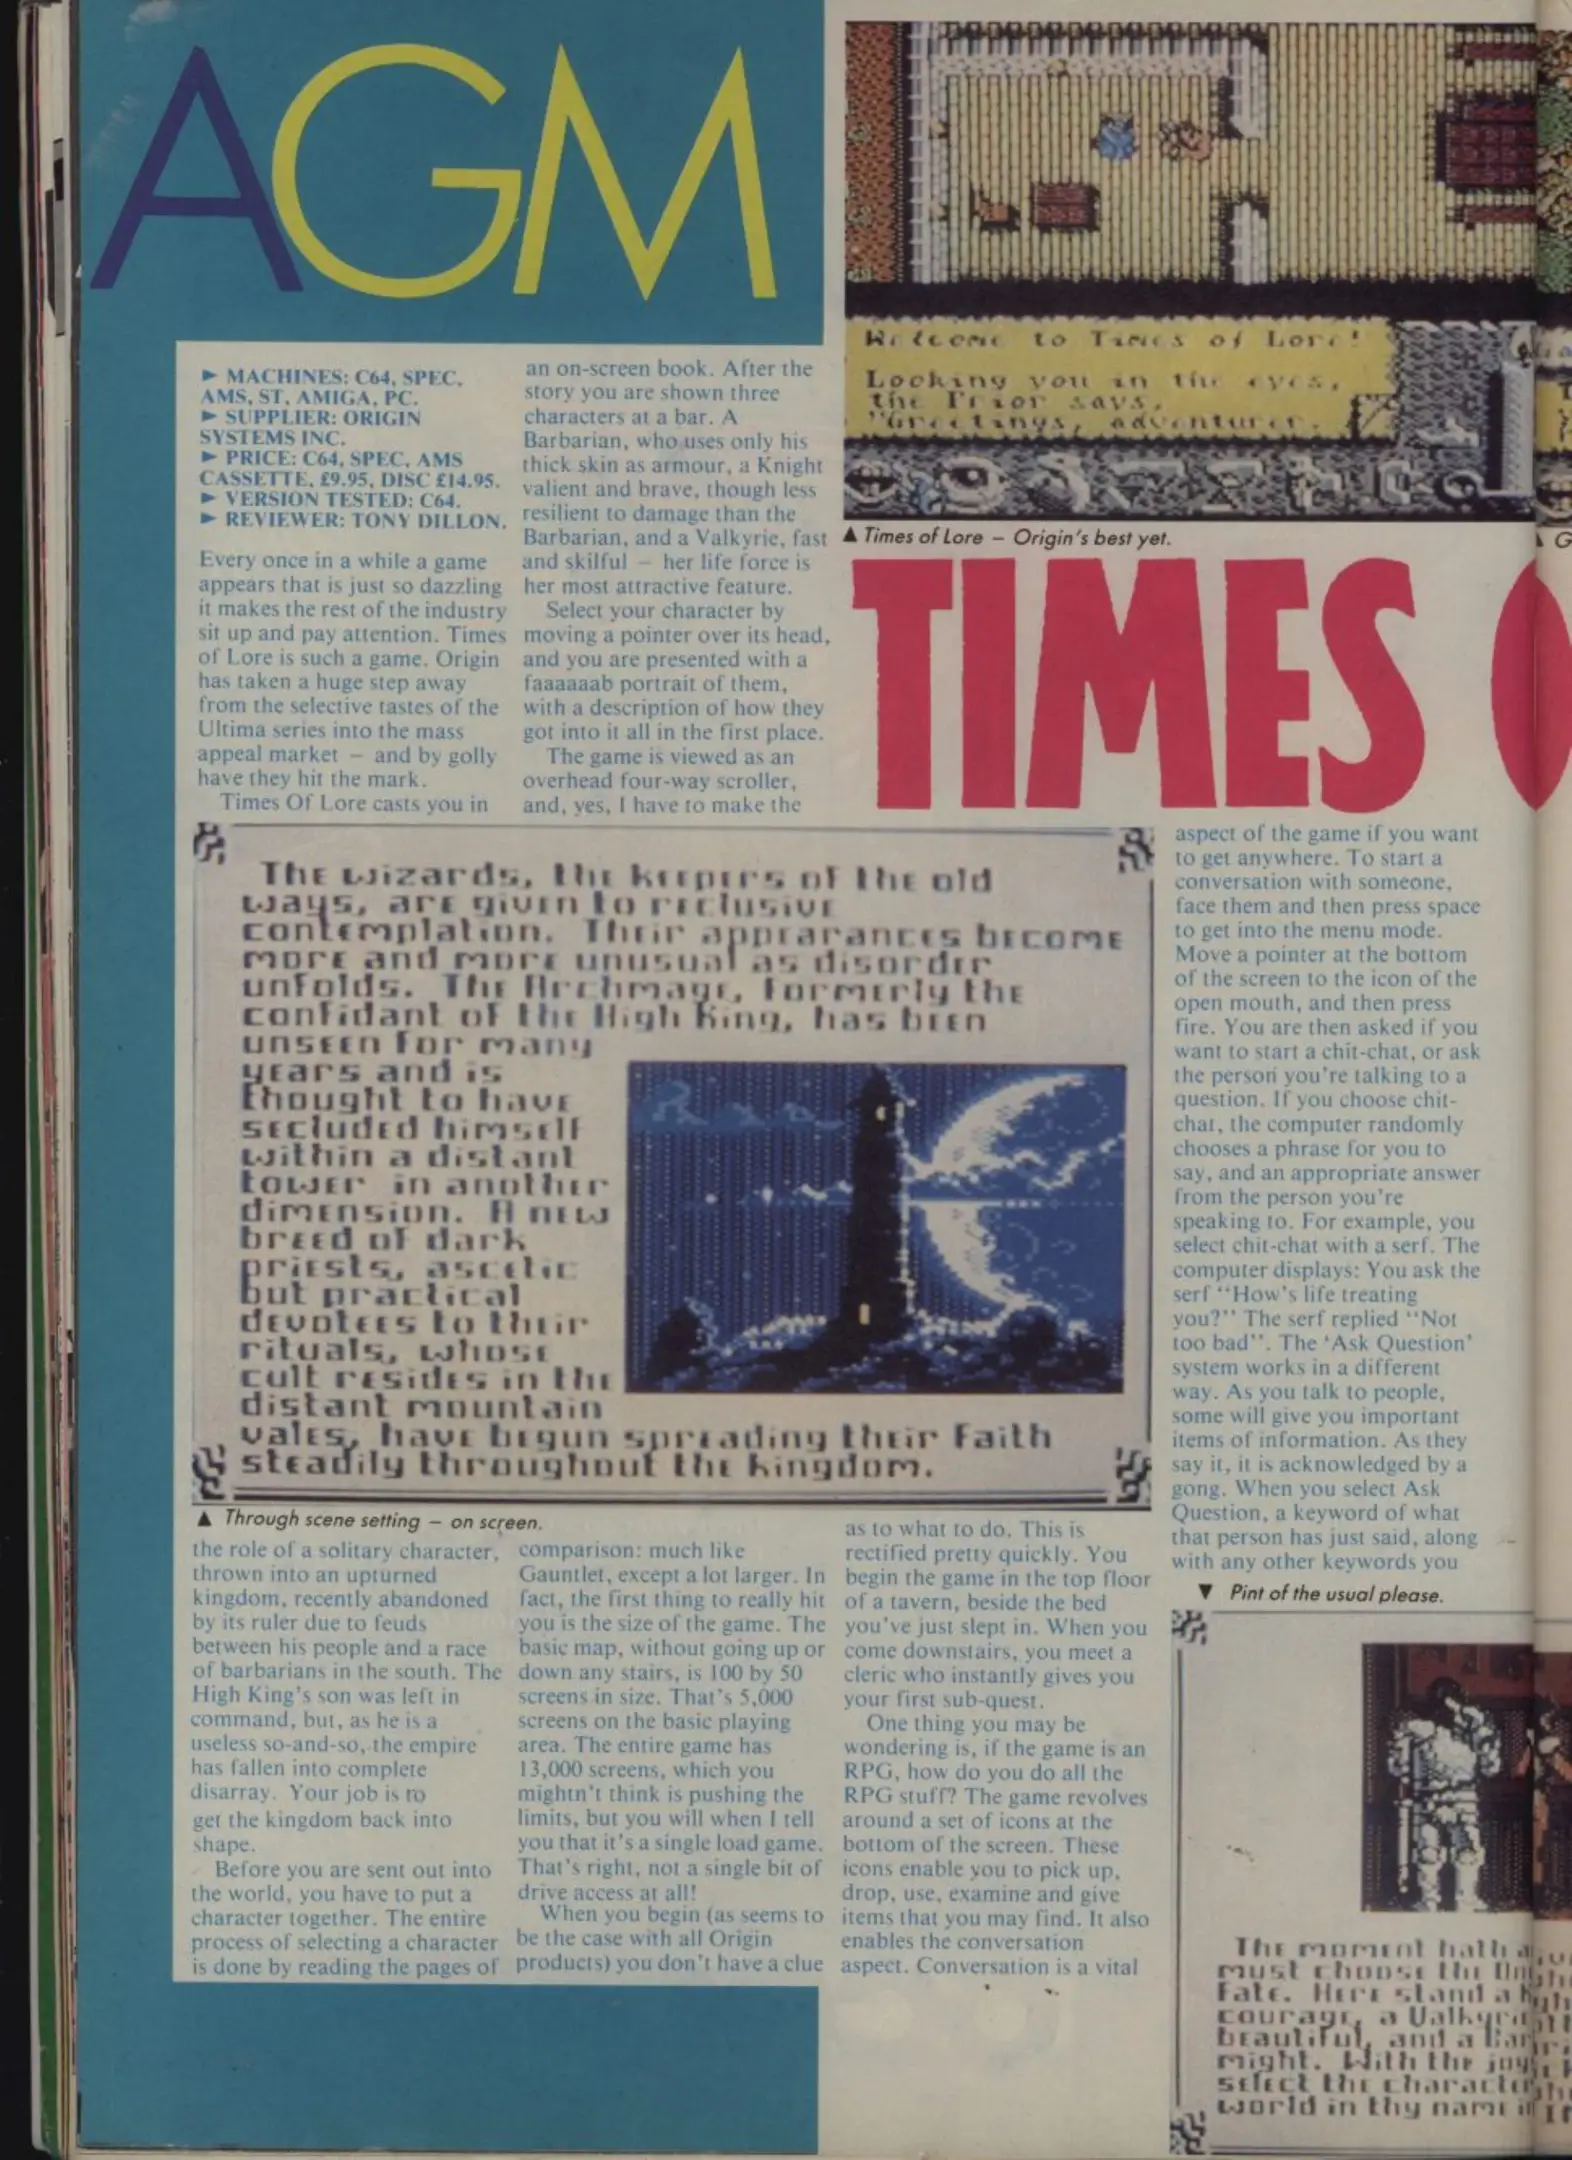 AGM
► MACHINES: C64, SPEC,
AMS, ST, AMIGA, PC.
► SUPPLIER: ORIGIN
SYSTEMS INC.
► PRICE: C64, SPEC, AMS
CASSETTE, £9.95, DISC £14.95.
► VERSION TESTED: C64.
► REVIEWER: TONY DILLON.
Every once in a while a game
appears that is just so dazzling
it makes the rest of the industry
sit up and pay attention. Times
of Lore is such a game. Origin
has taken a huge step away
from the selective tastes of the
Ultima series into the mass
appeal market – and by golly
have they hit the mark.
Times Of Lore casts you in
an on-screen book. After the
story you are shown three
characters at a bar. A
Barbarian, who uses only his
thick skin as armour, a Knight
valient and brave, though less
resilient to damage than the
Barbarian, and a Valkyrie, fast
and skilful – her life force is
her most attractive feature.
Select your character by
moving a pointer over its head,
and you are presented with a
faaaaaab portrait of them,
with a description of how they
got into it all in the first place.
The game is viewed as an
overhead four-way scroller,
and, yes, I have to make the
Welcome to Times of Lore!
Looking you in the eyes,
the Prior says,
"Greetings, adventurer.
▲ Times of Lore – Origin's best yet.
TIMES
The wizards, the keepers of the old
ways, are given to reclusive
contemplation. Their appearances become
more and more unusual as disorder
unfolds. The Archmage, formerly the
confidant of the High King, has been
unseen for many
years and is
thought to have
secluded himself
within a distant
tower in another
dimension. A new
breed of dark
priests, ascetic
but practical
devotees to their
rituals, whose
cult resides in the
distant mountain
vales, have begun spreading their faith
steadily throughout the kingdom.
▲ Through scene setting – on screen.
the role of a solitary character,
thrown into an upturned
kingdom, recently abandoned
by its ruler due to feuds
between his people and a race
of barbarians in the south. The
High King's son was left in
command, but, as he is a
useless so-and-so, the empire
has fallen into complete
disarray. Your job is to
get the kingdom back into
shape.
Before you are sent out into
the world, you have to put a
character together. The entire
process of selecting a character
is done by reading the pages of
comparison: much like
Gauntlet, except a lot larger. In
fact, the first thing to really hit
you is the size of the game. The
basic map, without going up or
down any stairs, is 100 by 50
screens in size. That's 5,000
screens on the basic playing
area. The entire game has
13,000 screens, which you
mightn't think is pushing the
limits, but you will when I tell
you that it's a single load game.
That's right, not a single bit of
drive access at all!
When you begin (as seems to
be the case with all Origin
products) you don't have a clue
as to what to do. This is
rectified pretty quickly. You
begin the game in the top floor
of a tavern, beside the bed
you've just slept in. When you
come downstairs, you meet a
cleric who instantly gives you
your first sub-quest.
One thing you may be
wondering is, if the game is an
RPG, how do you do all the
RPG stuff? The game revolves
around a set of icons at the
bottom of the screen. These
icons enable you to pick up,
drop, use, examine and give
items that you may find. It also
enables the conversation
aspect. Conversation is a vital
aspect of the game if you want
to get anywhere. To start a
conversation with someone,
face them and then press space
to get into the menu mode.
Move a pointer at the bottom
of the screen to the icon of the
open mouth, and then press
fire. You are then asked if you
want to start a chit-chat, or ask
the person you're talking to a
question. If you choose chit-
chat, the computer randomly
chooses a phrase for you to
say, and an appropriate answer
from the person you're
speaking to. For example, you
select chit-chat with a serf. The
computer displays: You ask the
serf "How's life treating
you?" The serf replied "Not
too bad". The 'Ask Question'
system works in a different
way. As you talk to people,
some will give you important
items of information. As they
say it, it is acknowledged by a
gong. When you select Ask
Question, a keyword of what
that person has just said, along
with any other keywords you
▼ Pint of the usual please.
The moment hath
must choose the
Fate. Here stand a
courage, a Valkyrie
beautiful, and a
might. With the
select the
world in thy name